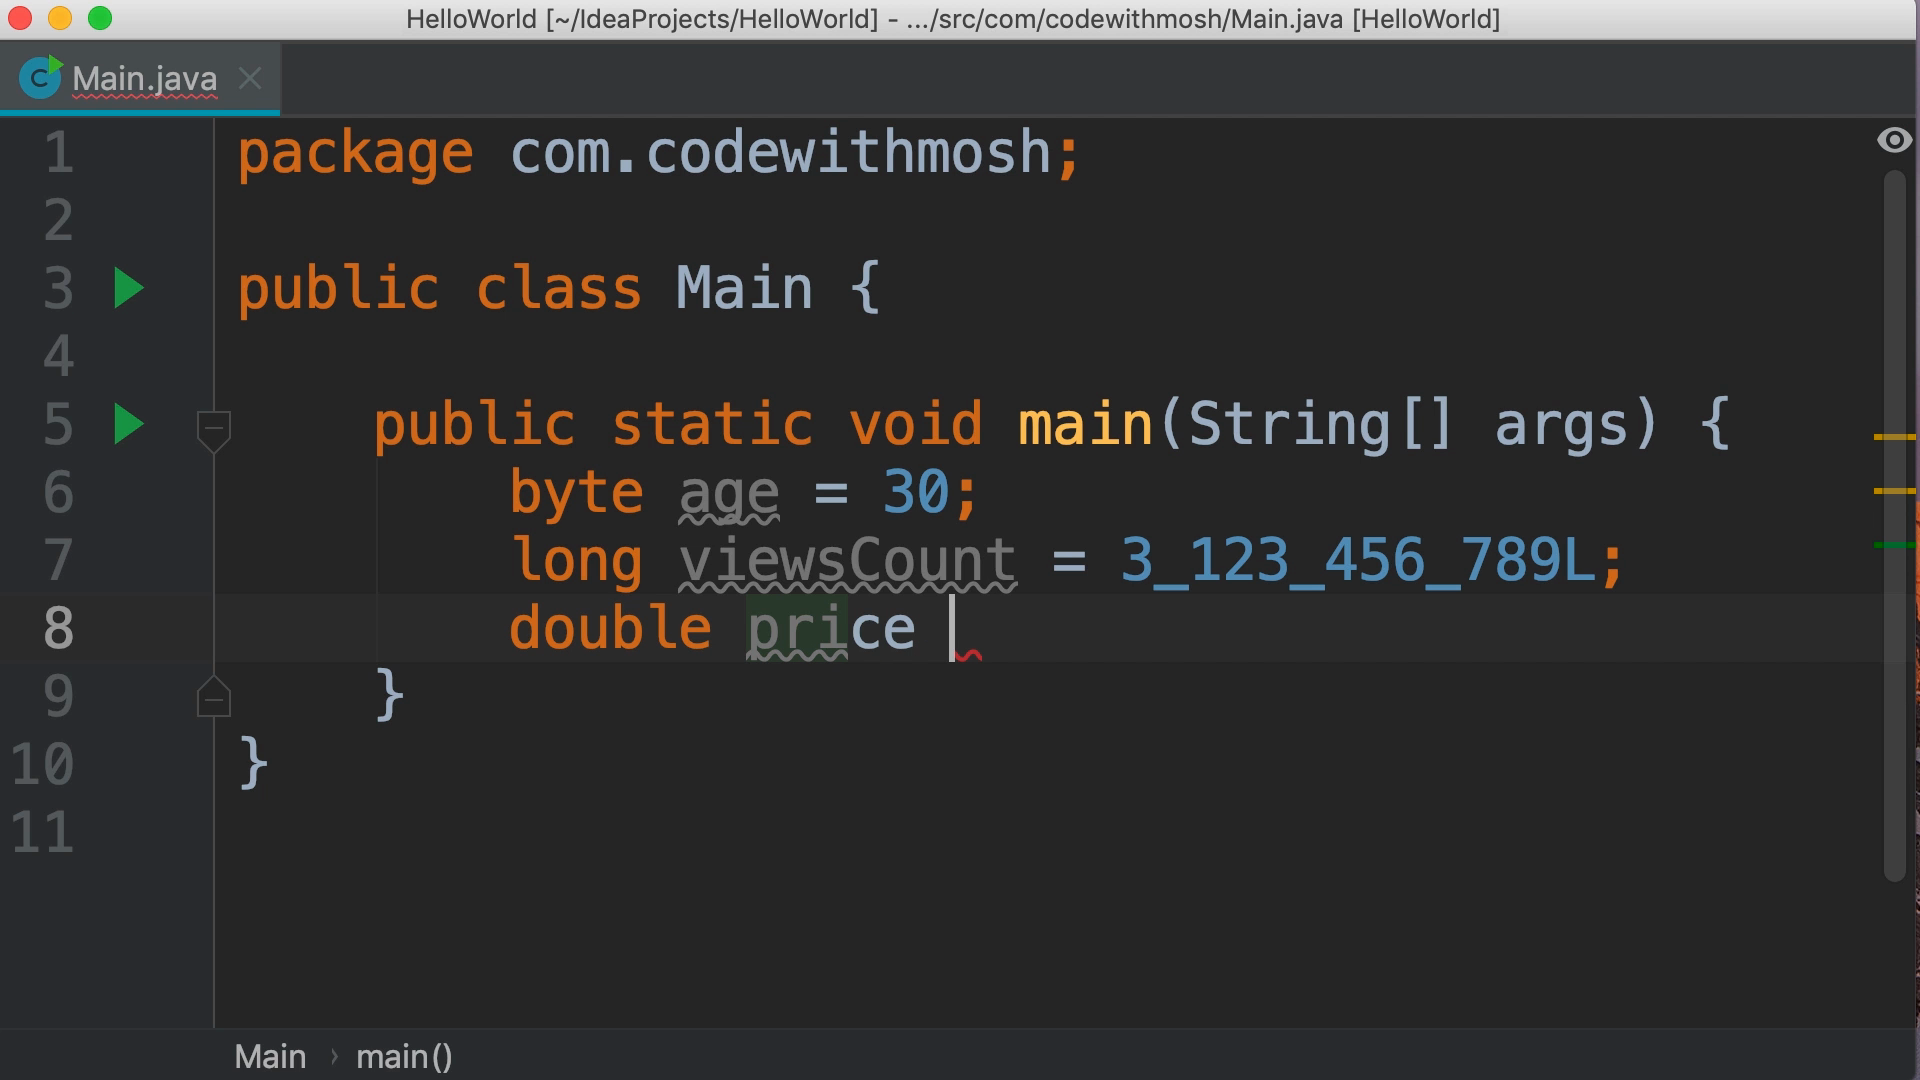 HelloWorld [~/IdeaProjects/HelloWorld] - .../src/com/codewithmosh/Main.java [HelloWorld]
C Main.java
1 package com.codewithmosh;
2
3 public class Main {
4
5 public static void main(String[] args) {
6 byte age = 30;
7 long viewsCount = 3_123_456_789L;
8 double price
9 }
10 }
11
Main › main()